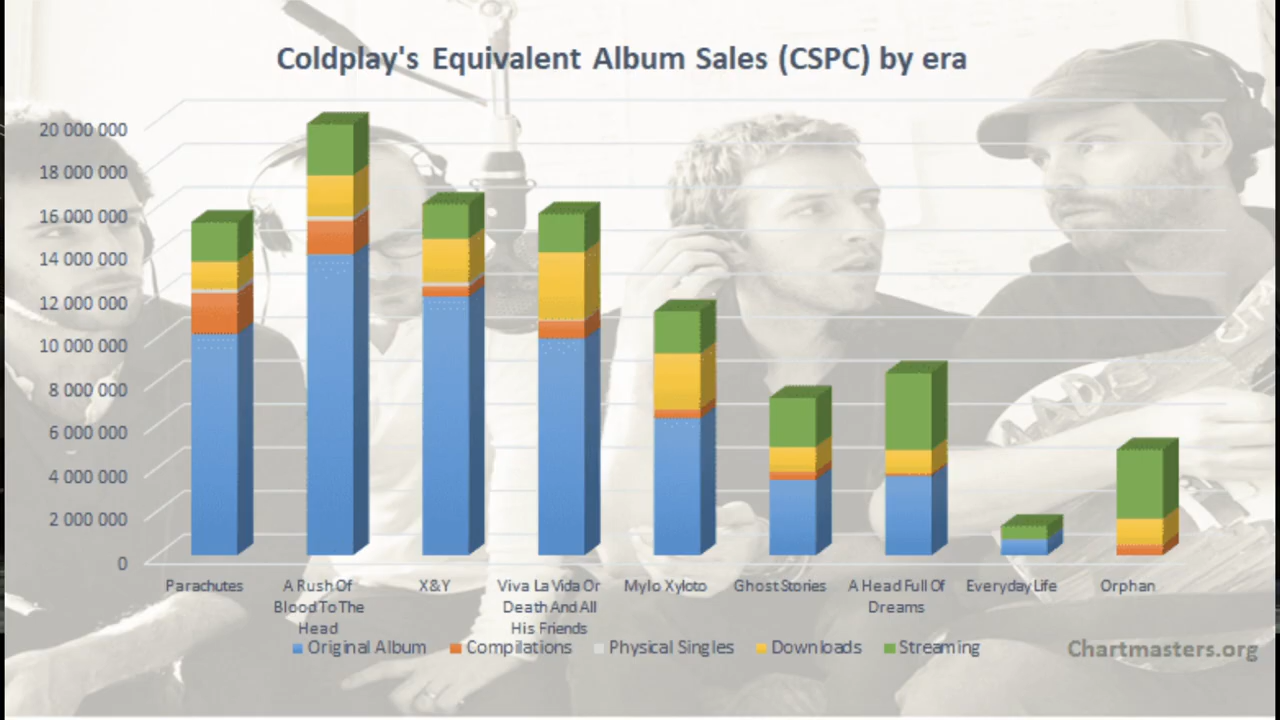 Coldplay's Equivalent Album Sales (CSPC) by era
20 000 000
18 000 000
16 000 000
14 000 000
12 000 000
10 000 000
8 000 000
6 000 000
4 000 000
2 000 000
0
Parachutes
A Rush Of
Blood To The
Head
X&Y
Viva La Vida Or
Death And All
His Friends
Mylo Xyloto
Ghost Stories
A Head Full Of
Dreams
Everyday Life
Orphan
Original Album
Compilations
Physical Singles
Downloads
Streaming
Chartmasters.org